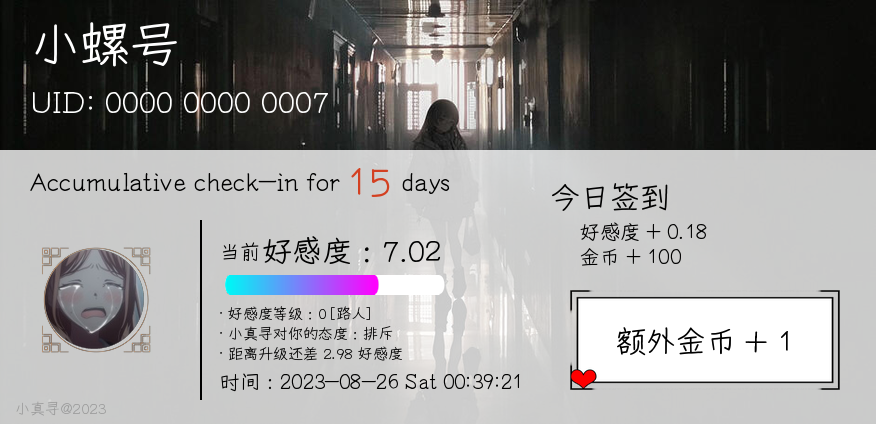 小螺号
UID: 0000 0000 0007
Accumulative check-in for 15 days
当前好感度：7.02
·好感度等级：0[路人]
·小真寻对你的态度：排斥
·距离升级还差 2.98 好感度
时间：2023-08-26 Sat 00:39:21
今日签到
好感度 + 0.18
金币 + 100
额外金币 + 1
小真寻@2023